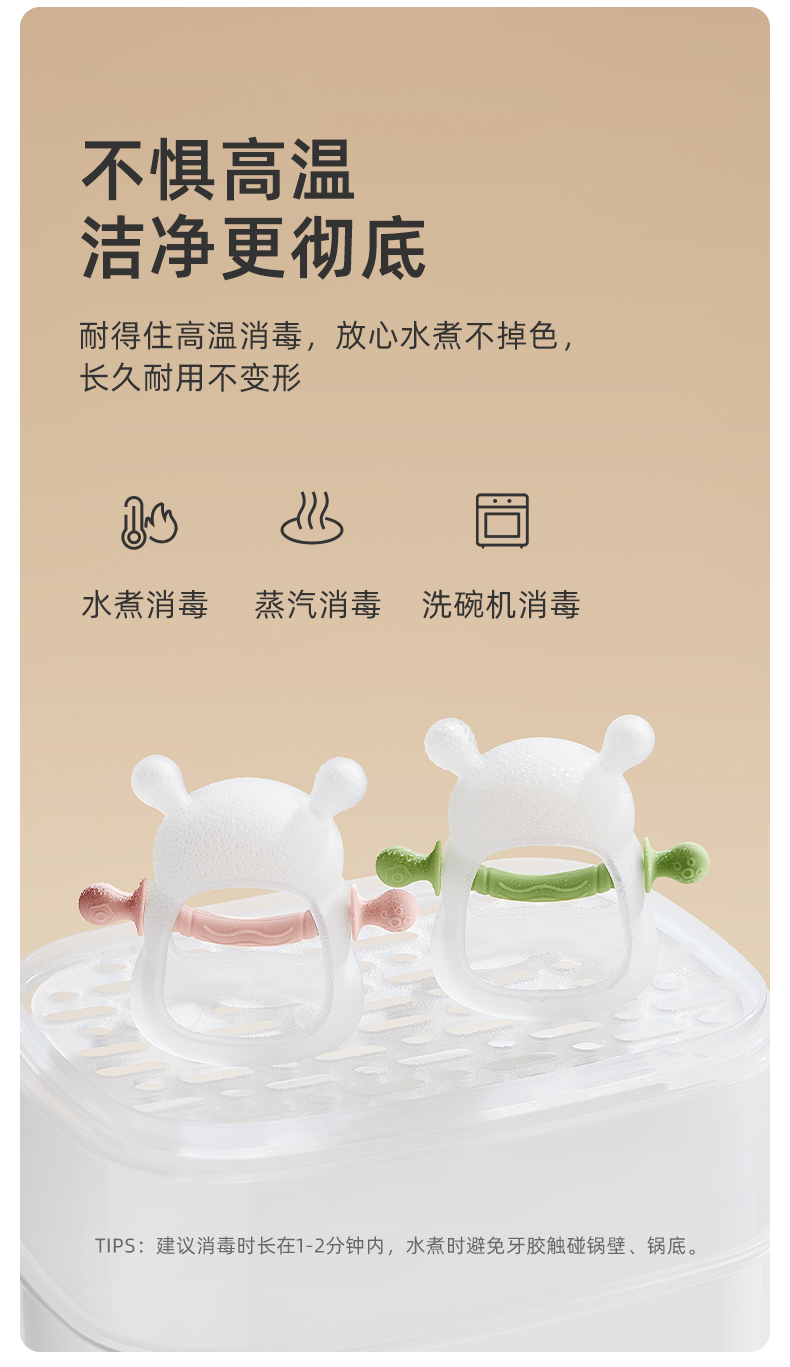 不惧高温
洁净更彻底
耐得住高温消毒，放心水煮不掉色，
长久耐用不变形
水煮消毒 蒸汽消毒 洗碗机消毒
TIPS：建议消毒时长在1-2分钟内，水煮时避免牙胶触碰锅壁、锅底。